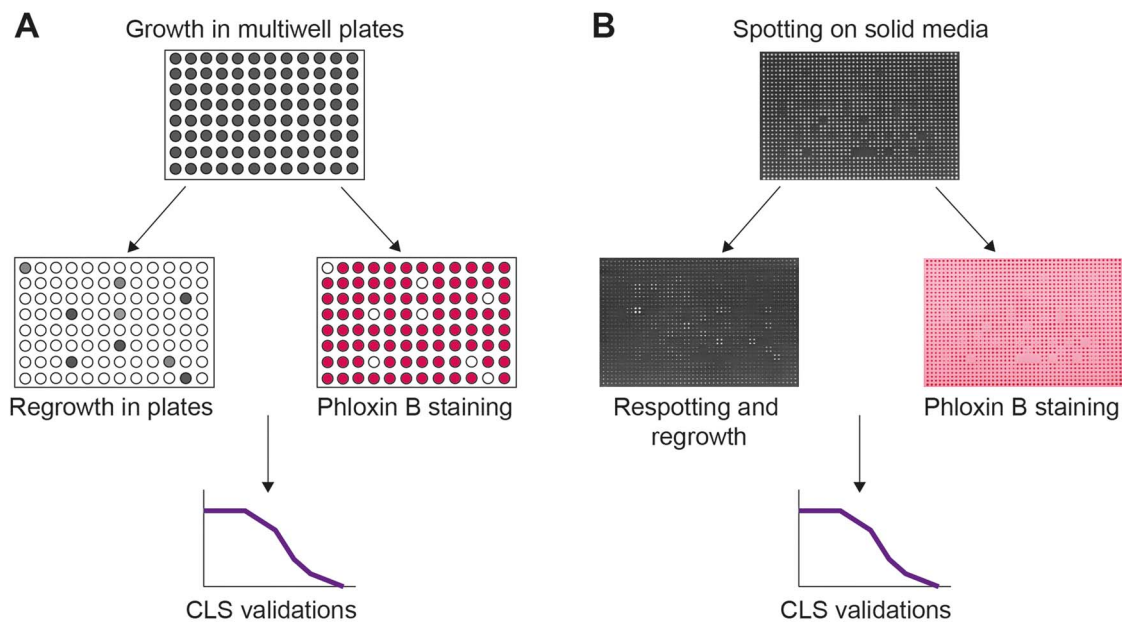 A
Growth in multiwell plates
Regrowth in plates
Phloxin B staining
CLS validations
B
Spotting on solid media
Respotting and
regrowth
Phloxin B staining
CLS validations